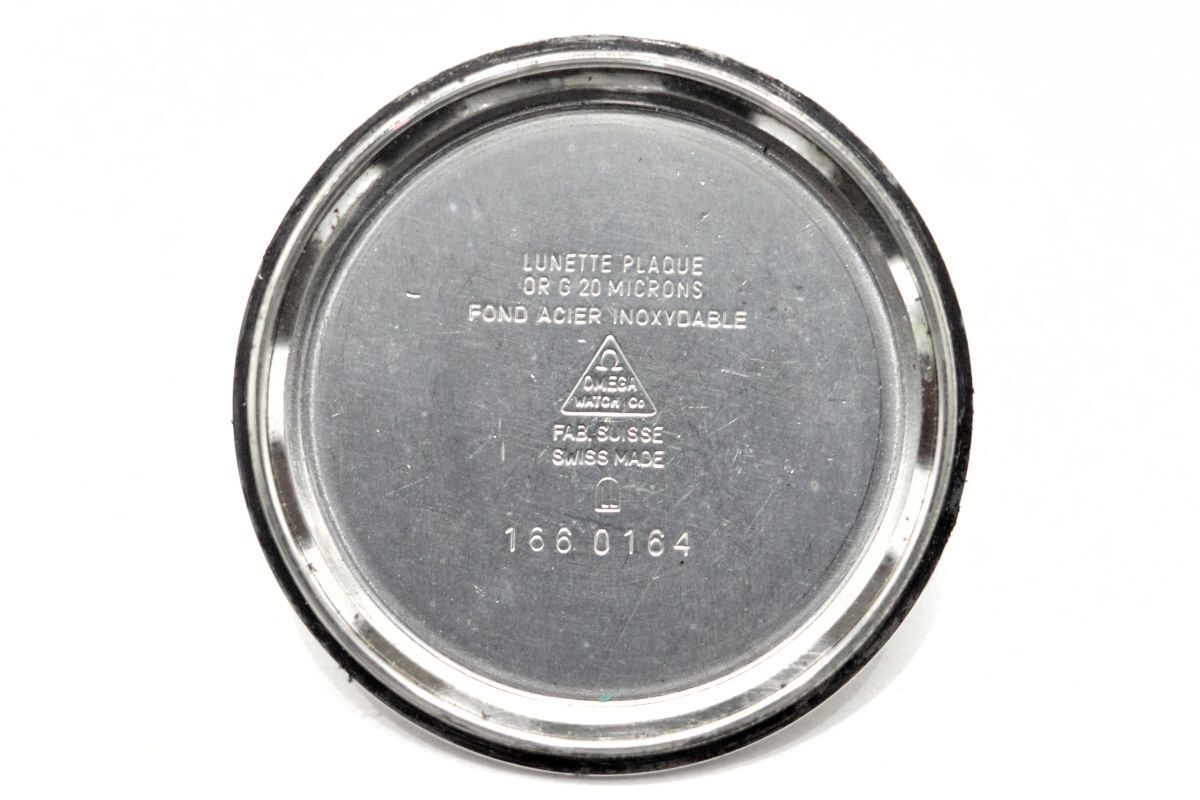 LUNETTE PLAQUE
OR G 20 MICRONS
FOND ACIER INOXYDABLE
Ω
OMEGA
WATCH Co
FAB. SUISSE
SWISS MADE
166.0164